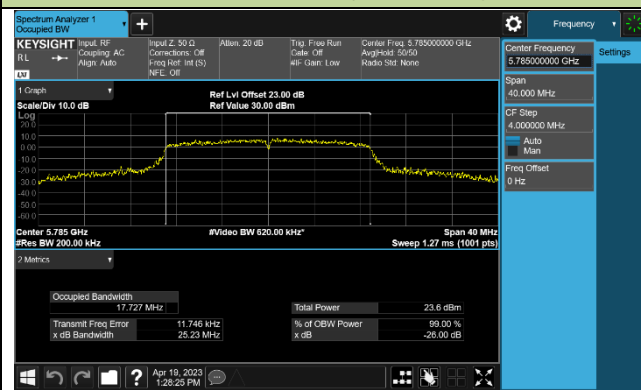 Spectrum Analyzer 1
Occupied BW
Frequency
KEYSIGHT
RL
LXI
Input: RF
Coupling: AC
Align: Auto
Input Z: 50 Ω
Corrections: Off
Freq Ref: Int (S)
NFE: Off
Atten: 20 dB
Trig: Free Run
Gate: Off
#IF Gain: Low
Center Freq: 5.785000000 GHz
Avg|Hold: 50/50
Radio Std: None
Center Frequency
5.785000000 GHz
Settings
Span
40.000 MHz
CF Step
4.000000 MHz
Auto
Man
Freq Offset
0 Hz
1 Graph
Scale/Div 10.0 dB
Ref Lvl Offset 23.00 dB
Ref Value 30.00 dBm
Log
20.0
10.0
0.00
-10.0
-20.0
-30.0
-40.0
-50.0
-60.0
Center 5.785 GHz
#Res BW 200.00 kHz
#Video BW 620.00 kHz*
Span 40 MHz
Sweep 1.27 ms (1001 pts)
2 Metrics
Occupied Bandwidth
17.727 MHz
Total Power
23.6 dBm
Transmit Freq Error
11.746 kHz
% of OBW Power
99.00 %
x dB Bandwidth
25.23 MHz
x dB
-26.00 dB
?
Apr 19, 2023
1:28:25 PM